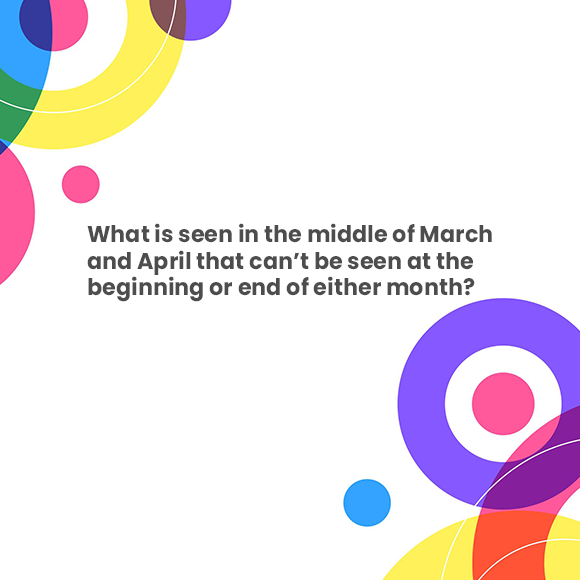 What is seen in the middle of March
and April that can’t be seen at the
beginning or end of either month?